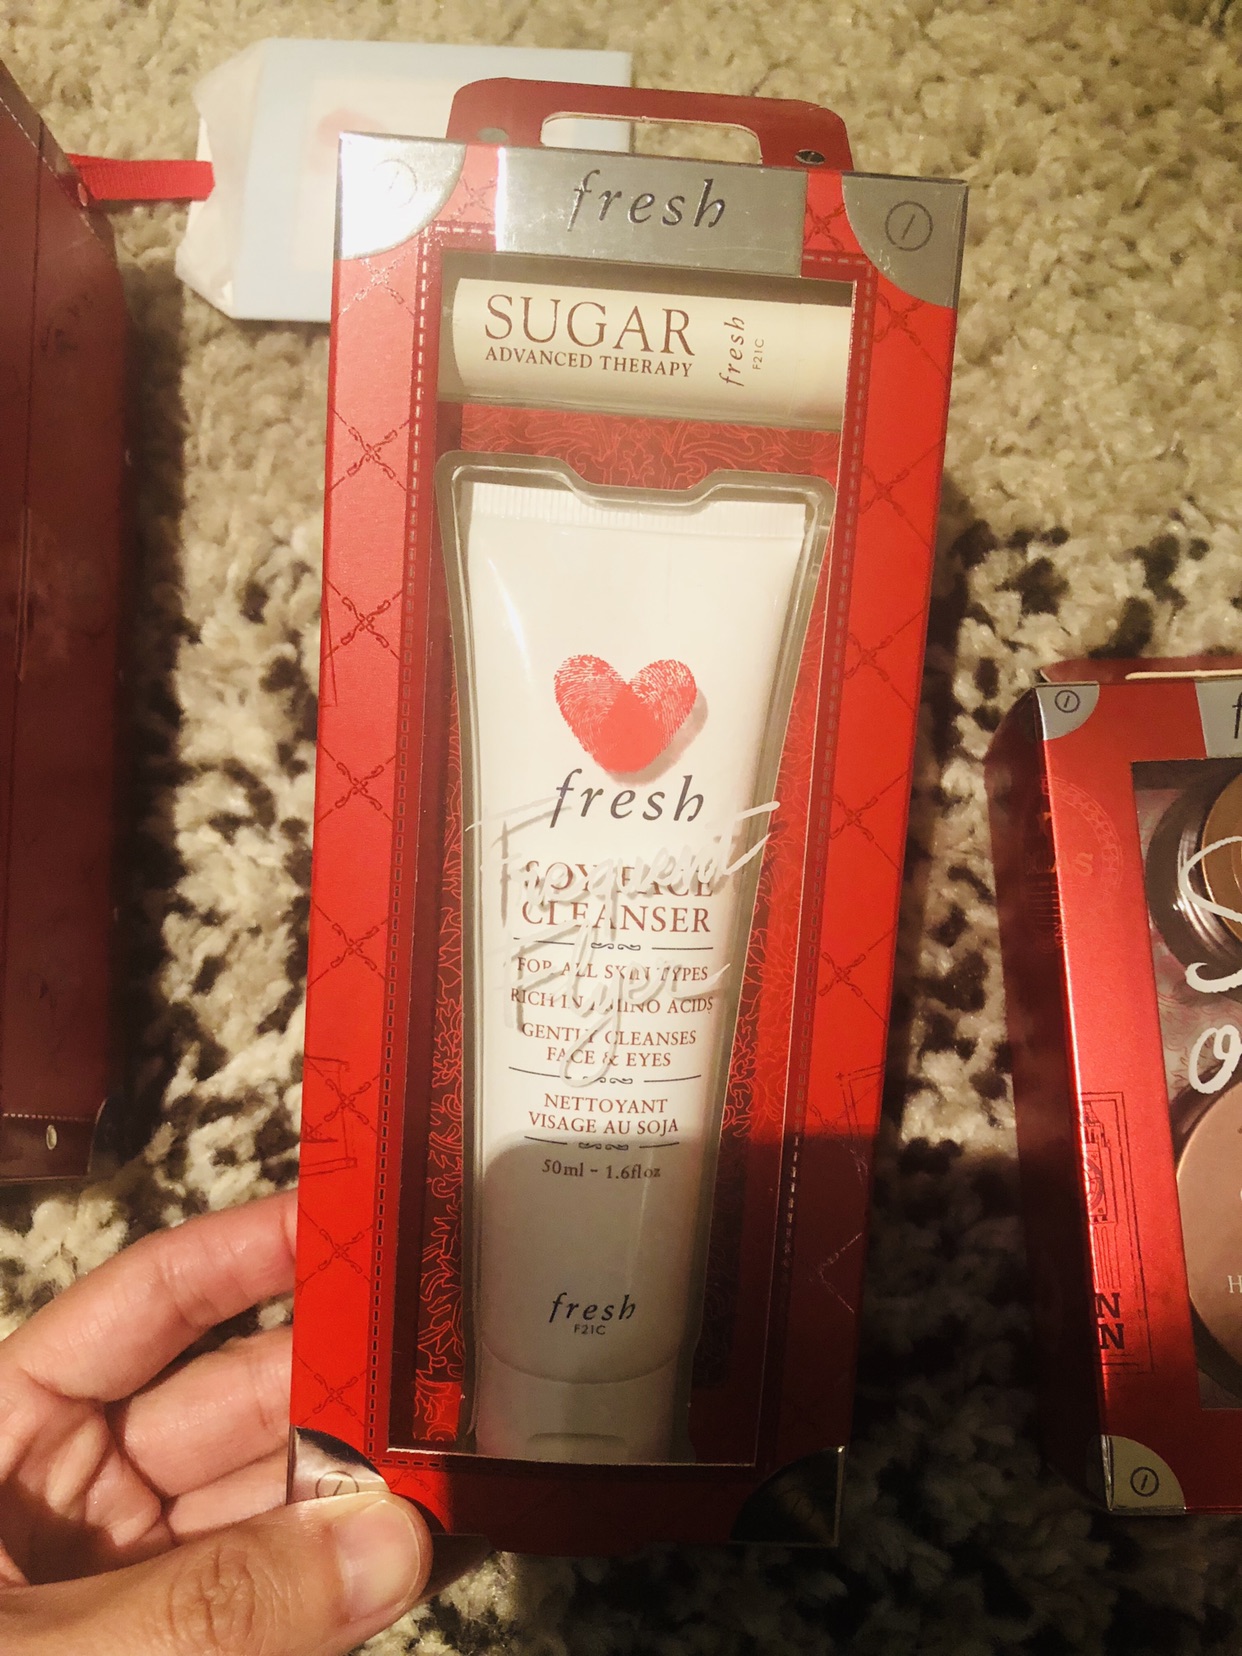 fresh
SUGAR
ADVANCED THERAPY
fresh
F21C
fresh
Frequent
Flyer
SOY FACE
CLEANSER
FOR ALL SKIN TYPES
RICH IN AMINO ACIDS
GENTLY CLEANSES
FACE & EYES
NETTOYANT
VISAGE AU SOJA
50ml - 1.6fl oz
fresh
F21C